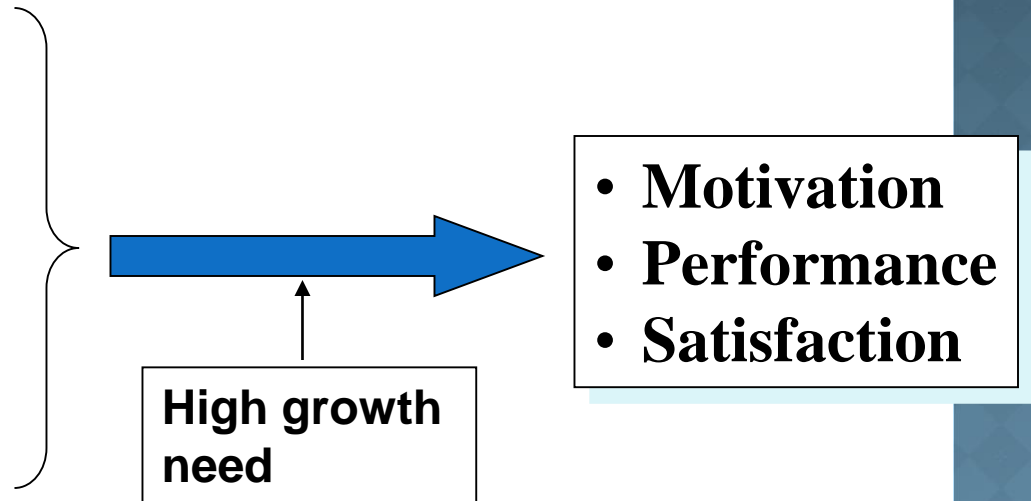 • Motivation
• Performance
• Satisfaction
High growth
need